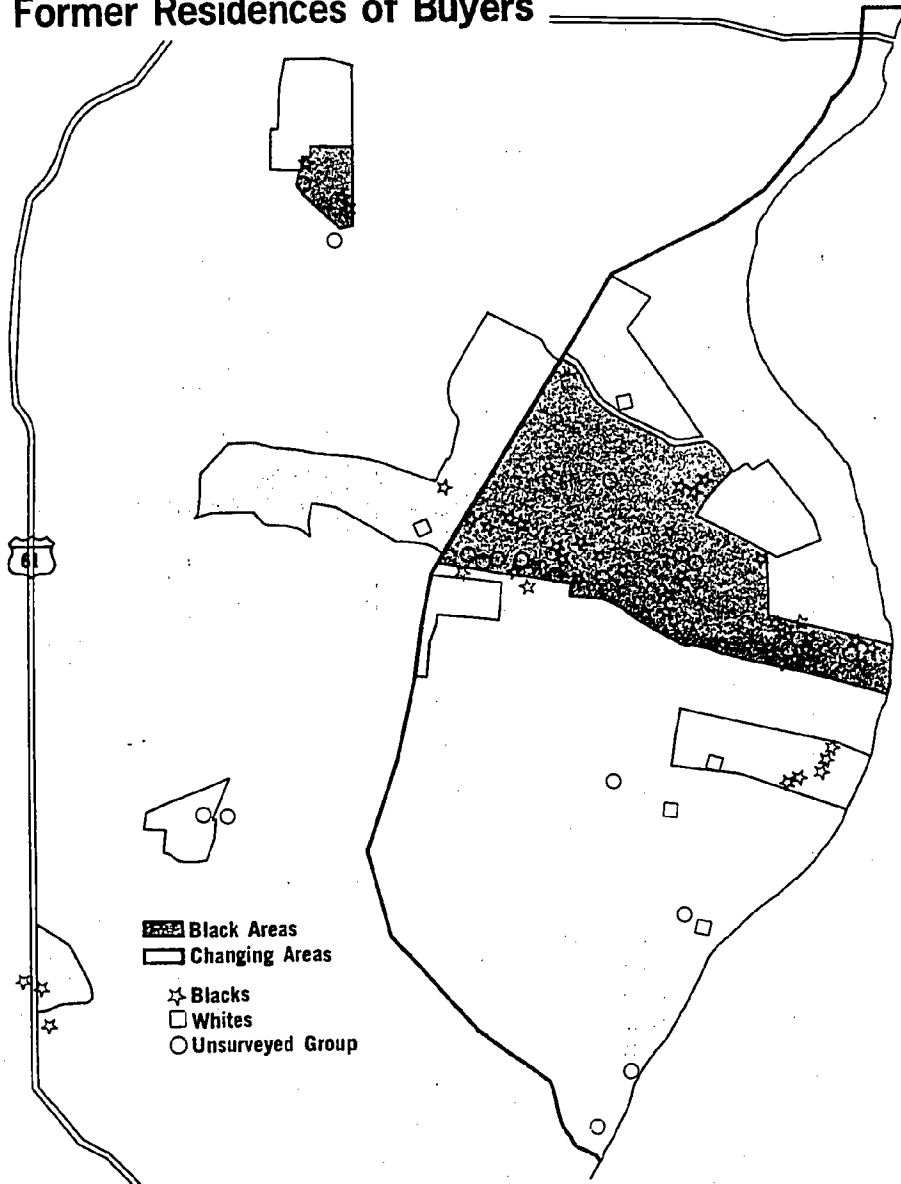 Former Residences of Buyers
61
Black Areas
Changing Areas
Blacks
Whites
Unsurveyed Group